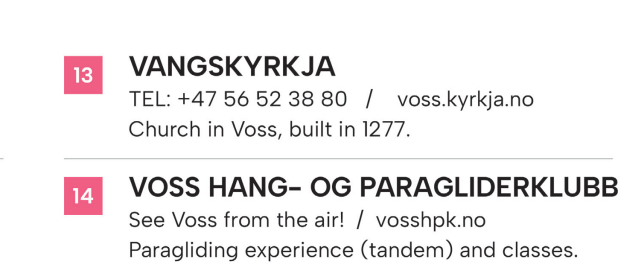 13
VANGSKYRKJA
TEL: +47 56 52 38 80 / voss.kyrkja.no
Church in Voss, built in 1277.
14
VOSS HANG- OG PARAGLIDERKLUBB
See Voss from the air! / vosshpk.no
Paragliding experience (tandem) and classes.